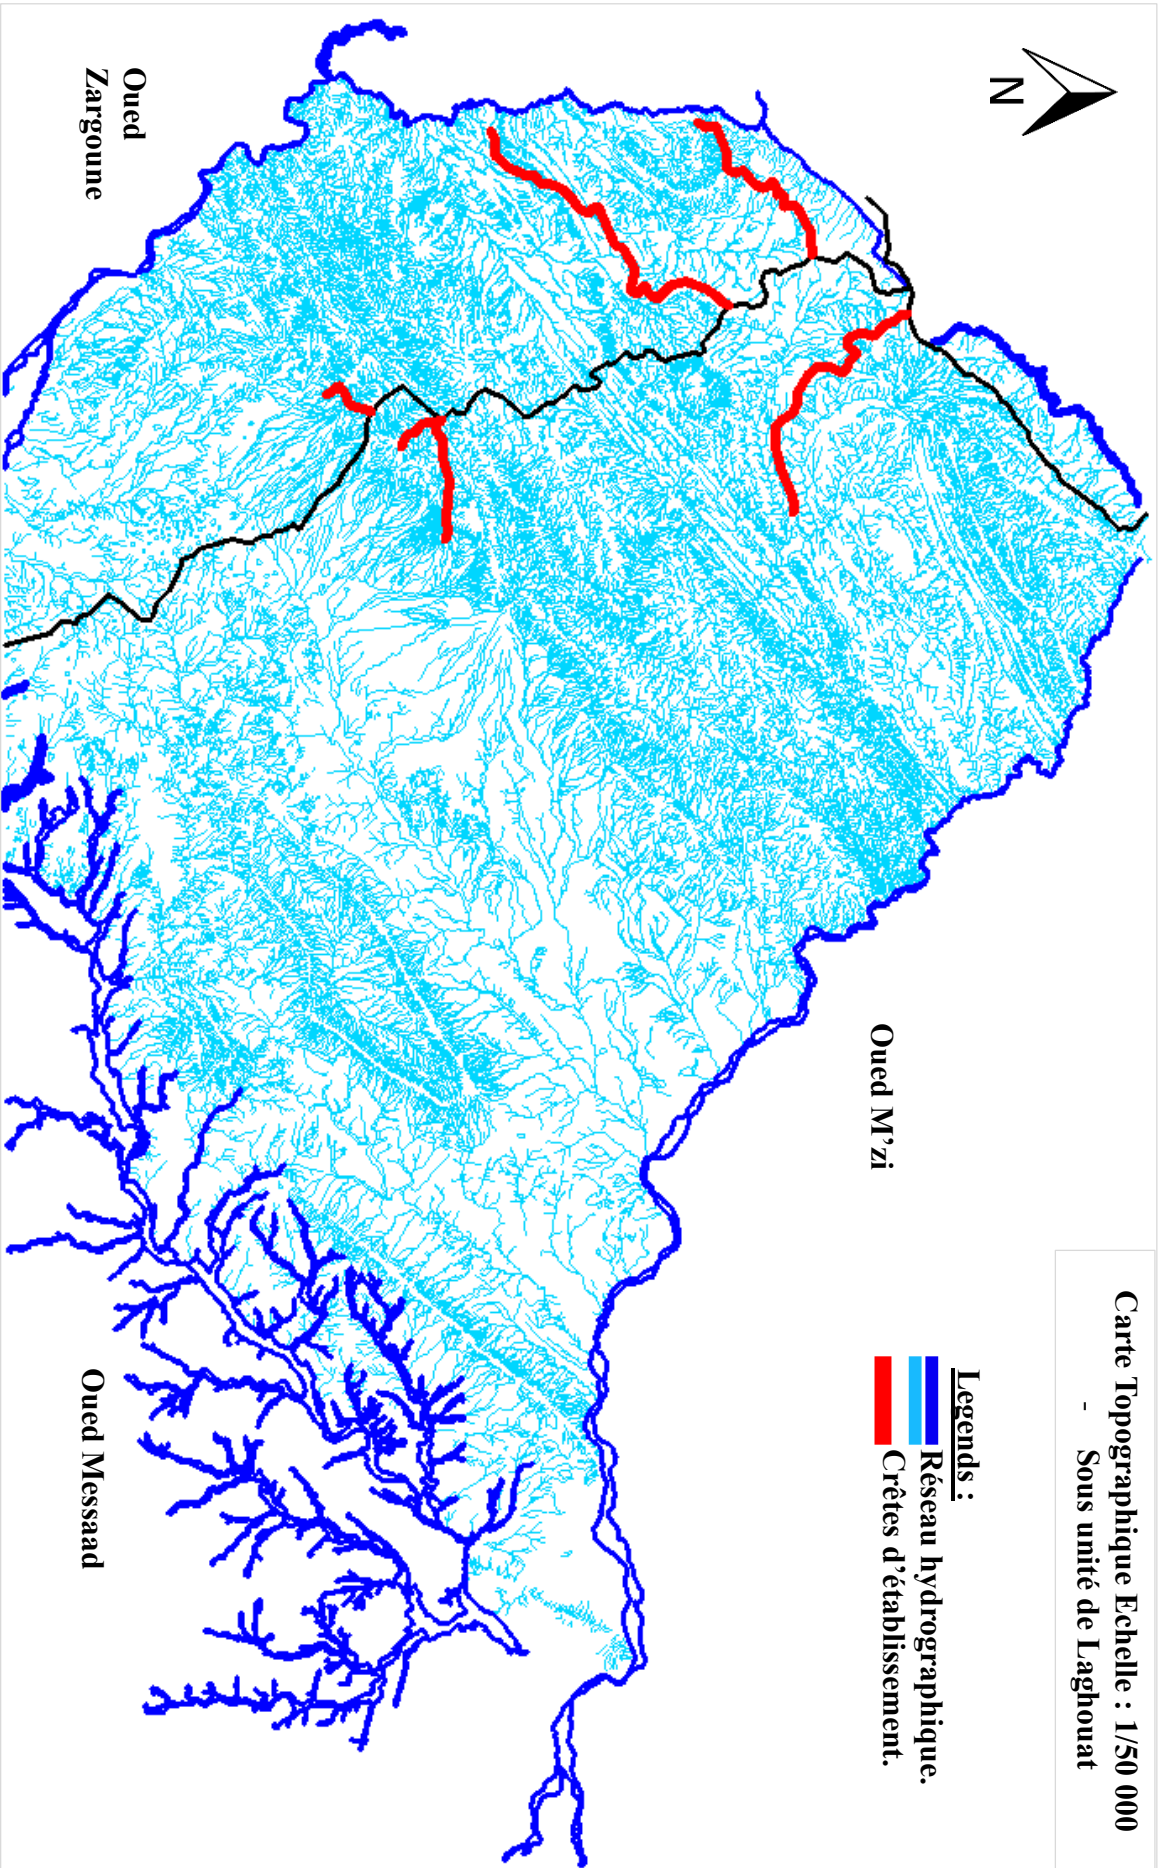 Carte Topographique Echelle : 1/50 000
- Sous unité de Laghouat
N
Legends :
Réseau hydrographique.
Crêtes d'établissement.
Oued M'zi
Oued
Zargoune
Oued Messaad